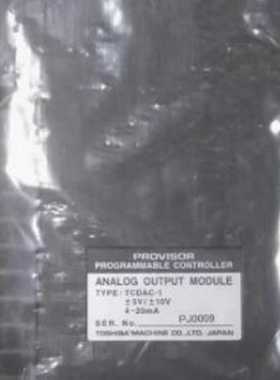 PROVISOR
PROGRAMMABLE CONTROLLER
ANALOG OUTPUT MODULE
TYPE: TCDAC-1
±5V/±10V
4-20mA
SER. No. PJ0009
TOSHIBA MACHINE CO.,LTD. JAPAN